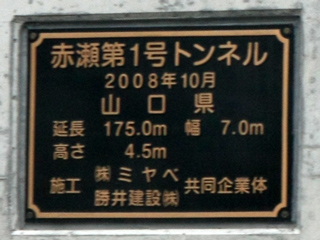 赤瀬第1号トンネル
2008年10月
山口県
延長 175.0m 幅 7.0m
高さ 4.5m
施工 ㈱ミヤベ 共同企業体
勝井建設㈱